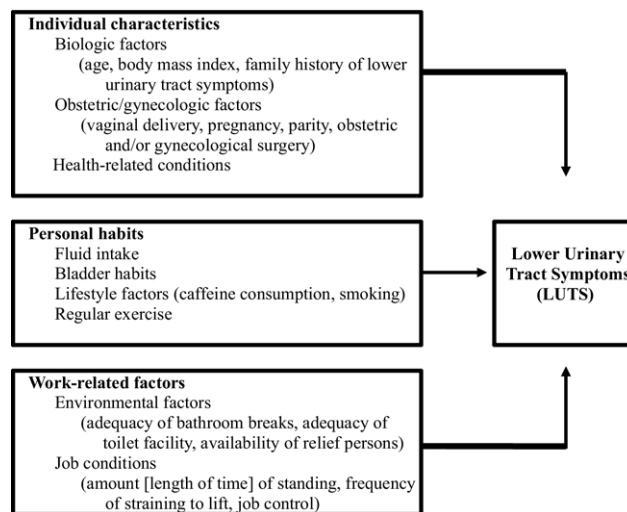 Individual characteristics
Biologic factors
(age, body mass index, family history of lower
urinary tract symptoms)
Obstetric/gynecologic factors
(vaginal delivery, pregnancy, parity, obstetric
and/or gynecological surgery)
Health-related conditions
Personal habits
Fluid intake
Bladder habits
Lifestyle factors (caffeine consumption, smoking)
Regular exercise
Lower Urinary
Tract Symptoms
(LUTS)
Work-related factors
Environmental factors
(adequacy of bathroom breaks, adequacy of
toilet facility, availability of relief persons)
Job conditions
(amount [length of time] of standing, frequency
of straining to lift, job control)